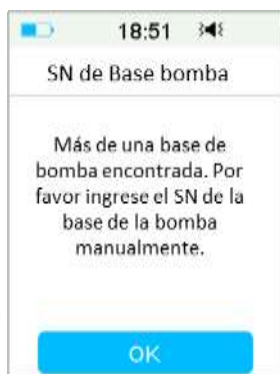 18:51
SN de Base bomba
Más de una base de
bomba encontrada. Por
favor ingrese el SN de la
base de la bomba
manualmente.
OK